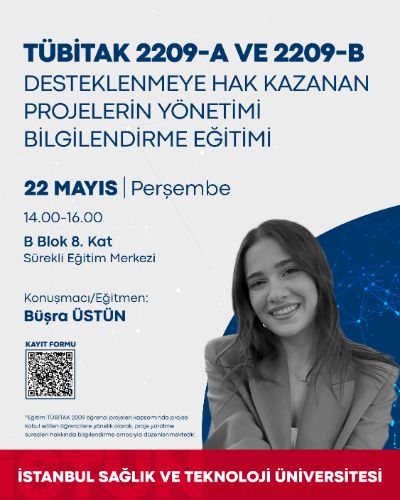 TÜBİTAK 2209-A VE 2209-B
DESTEKLENMEYE HAK KAZANAN
PROJELERİN YÖNETİMİ
BİLGİLENDİRME EĞİTİMİ
22 MAYIS | Perşembe
14.00-16.00
B Blok 8. Kat
Sürekli Eğitim Merkezi
Konuşmacı/Eğitmen:
Büşra ÜSTÜN
KAYIT FORMU
*Eğitim TÜBİTAK 2209 öğrenci projeleri kapsamında projesi
kabul edilen öğrencilere yönelik olarak, proje yürütme
süreçleri hakkında bilgilendirme amacıyla düzenlenmektedir.
İSTANBUL SAĞLIK VE TEKNOLOJİ ÜNİVERSİTESİ